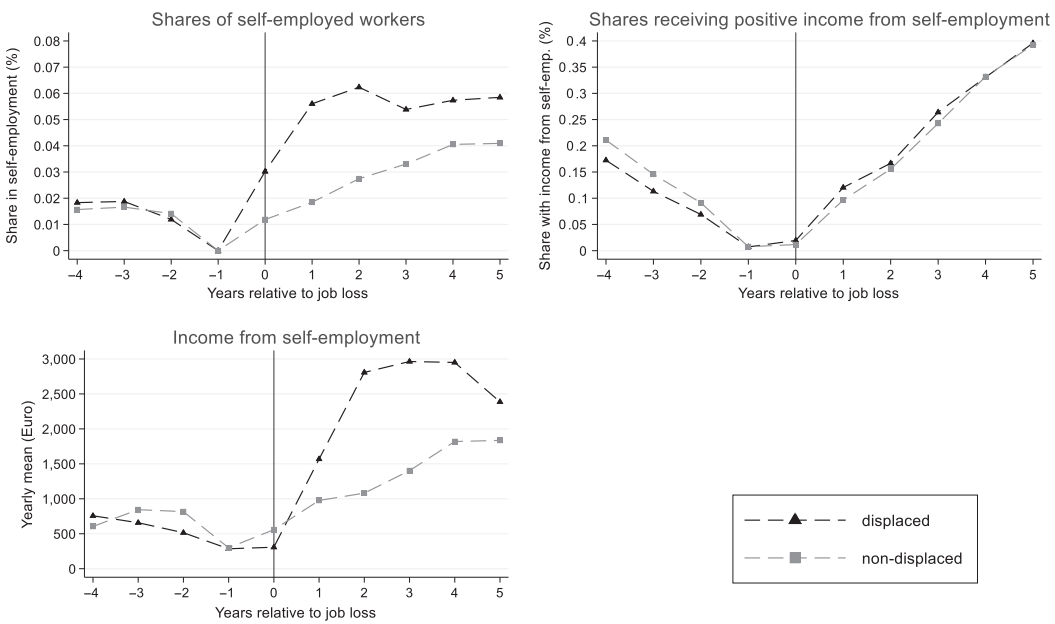 Shares of self-employed workers
Share in self-employment (%)
0.08
0.07
0.06
0.05
0.04
0.03
0.02
0.01
0
−4 −3 −2 −1 0 1 2 3 4 5
Years relative to job loss
Shares receiving positive income from self-employment
Share with income from self-emp. (%)
0.4
0.35
0.3
0.25
0.2
0.15
0.1
0.05
0
−4 −3 −2 −1 0 1 2 3 4 5
Years relative to job loss
Income from self-employment
Yearly mean (Euro)
3,000
2,500
2,000
1,500
1,000
500
0
−4 −3 −2 −1 0 1 2 3 4 5
Years relative to job loss
displaced
non-displaced